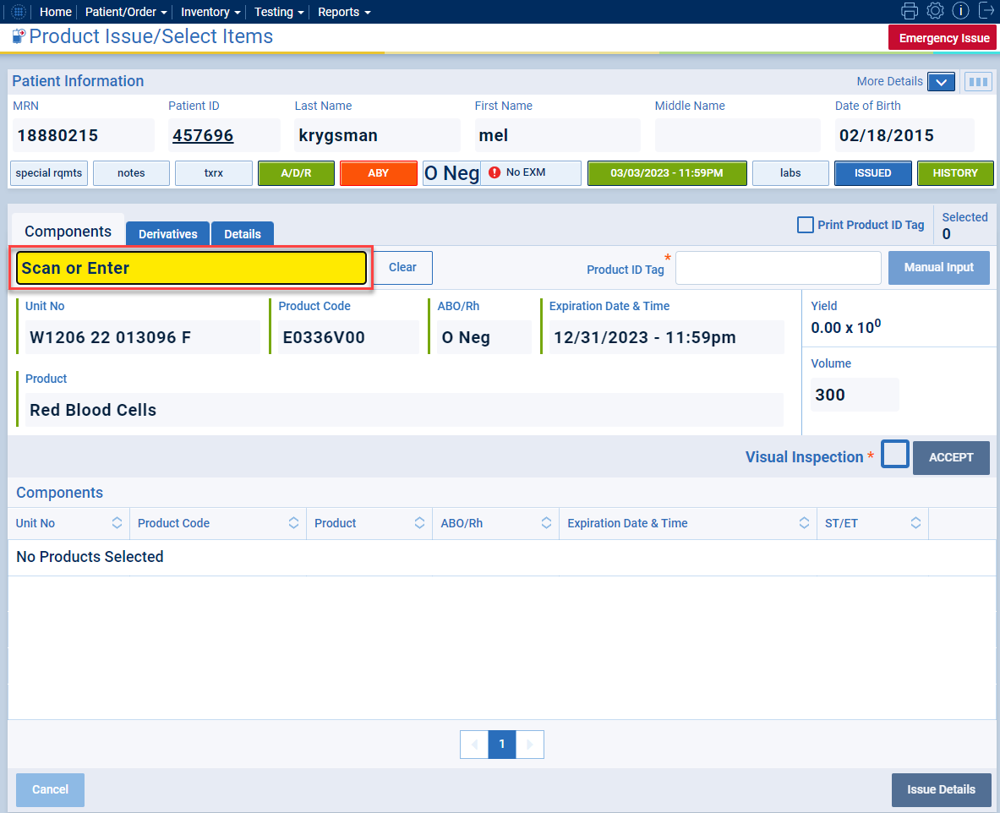 Home Patient/Order Inventory Testing Reports
Product Issue/Select Items
Emergency Issue
Patient Information
More Details
MRN Patient ID Last Name First Name Middle Name Date of Birth
18880215 457696 krygsman mel 02/18/2015
special rqmts notes txrx A/D/R ABY O Neg No EXM 03/03/2023 - 11:59PM labs ISSUED HISTORY
Components Derivatives Details
Print Product ID Tag
Selected
0
Scan or Enter
Clear
Product ID Tag *
Manual Input
Unit No Product Code ABO/Rh Expiration Date & Time
W1206 22 013096 F E0336V00 O Neg 12/31/2023 - 11:59pm
Yield
0.00 x 10⁰
Product
Red Blood Cells
Volume
300
Visual Inspection * ACCEPT
Components
Unit No Product Code Product ABO/Rh Expiration Date & Time ST/ET
No Products Selected
1
Cancel Issue Details